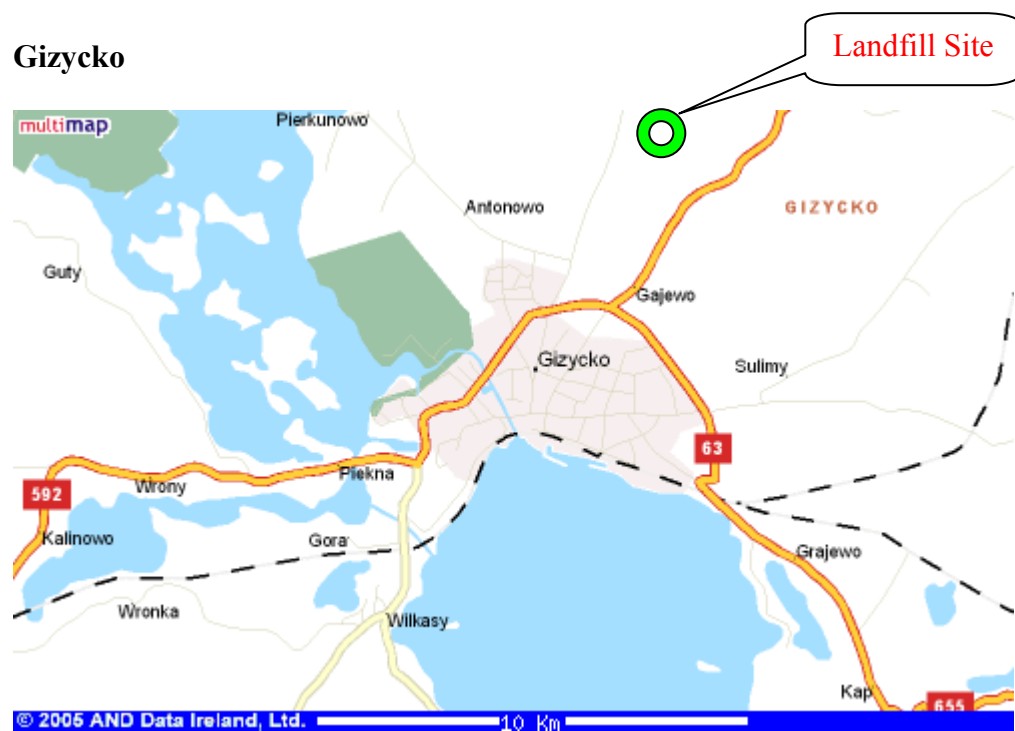 Landfill Site
Gizycko
multimap
Pierkunowo
Antonowo
GIZYCKO
Guty
Gajewo
Gizycko
Sulimy
63
Piekna
Wrony
592
Kalinowo
Gora
Grajewo
Wronka
Wilkasy
Kap
655
© 2005 AND Data Ireland, Ltd.
10 Km